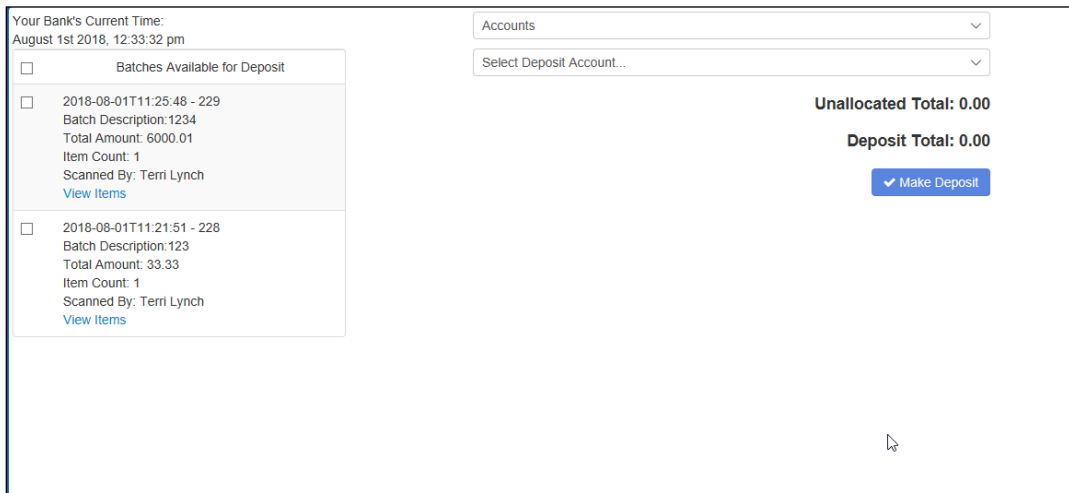 Your Bank's Current Time:
August 1st 2018, 12:33:32 pm
Batches Available for Deposit
2018-08-01T11:25:48 - 229
Batch Description:1234
Total Amount: 6000.01
Item Count: 1
Scanned By: Terri Lynch
View Items
2018-08-01T11:21:51 - 228
Batch Description:123
Total Amount: 33.33
Item Count: 1
Scanned By: Terri Lynch
View Items
Accounts
Select Deposit Account...
Unallocated Total: 0.00
Deposit Total: 0.00
Make Deposit